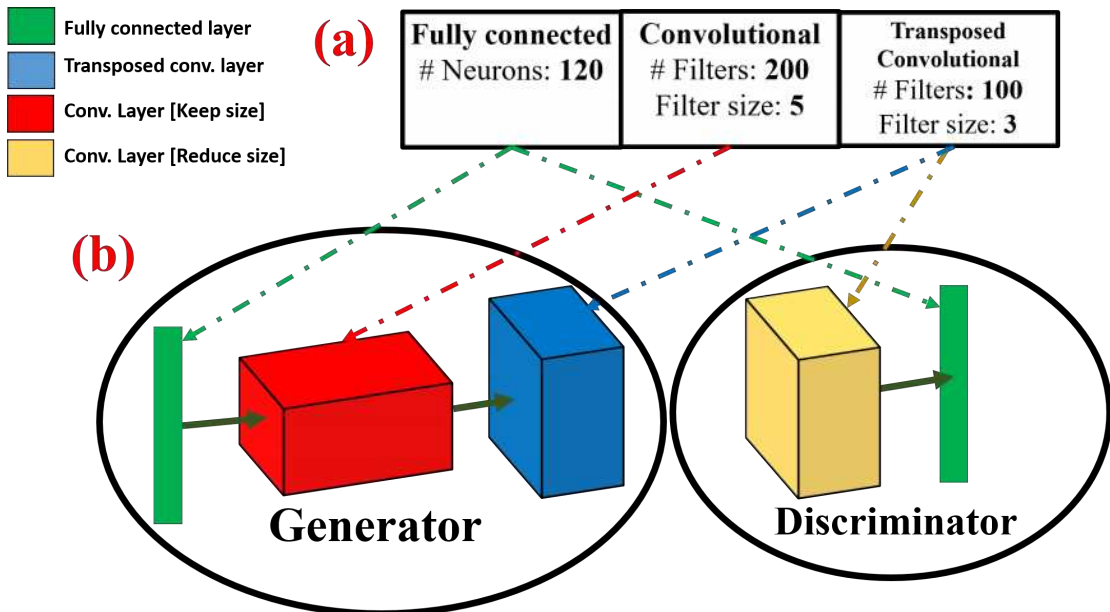 Fully connected layer
Transposed conv. layer
Conv. Layer [Keep size]
Conv. Layer [Reduce size]
(a)
Fully connected
# Neurons: 120
Convolutional
# Filters: 200
Filter size: 5
Transposed
Convolutional
# Filters: 100
Filter size: 3
(b)
Generator
Discriminator